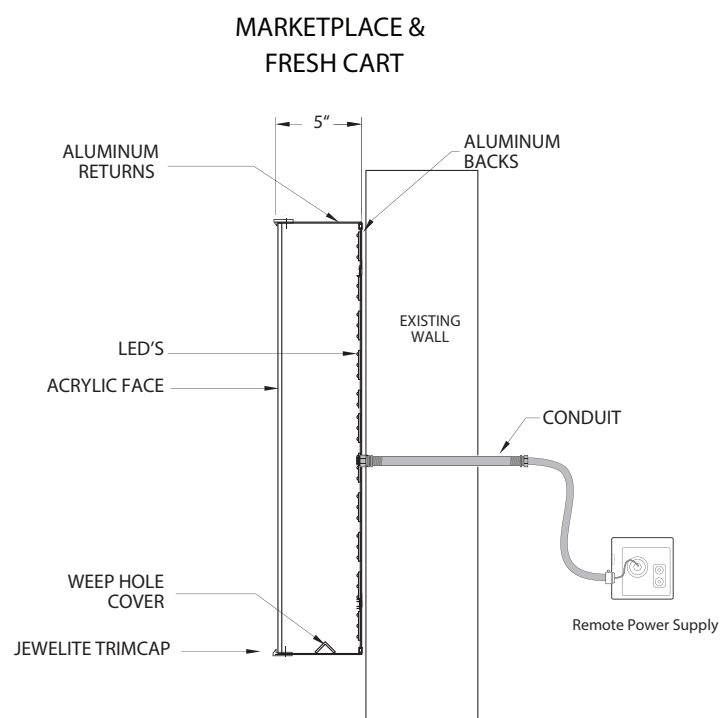 MARKETPLACE &
FRESH CART
5“
ALUMINUM
RETURNS
ALUMINUM
BACKS
EXISTING
WALL
LED'S
ACRYLIC FACE
CONDUIT
WEEP HOLE
COVER
Remote Power Supply
JEWELITE TRIMCAP